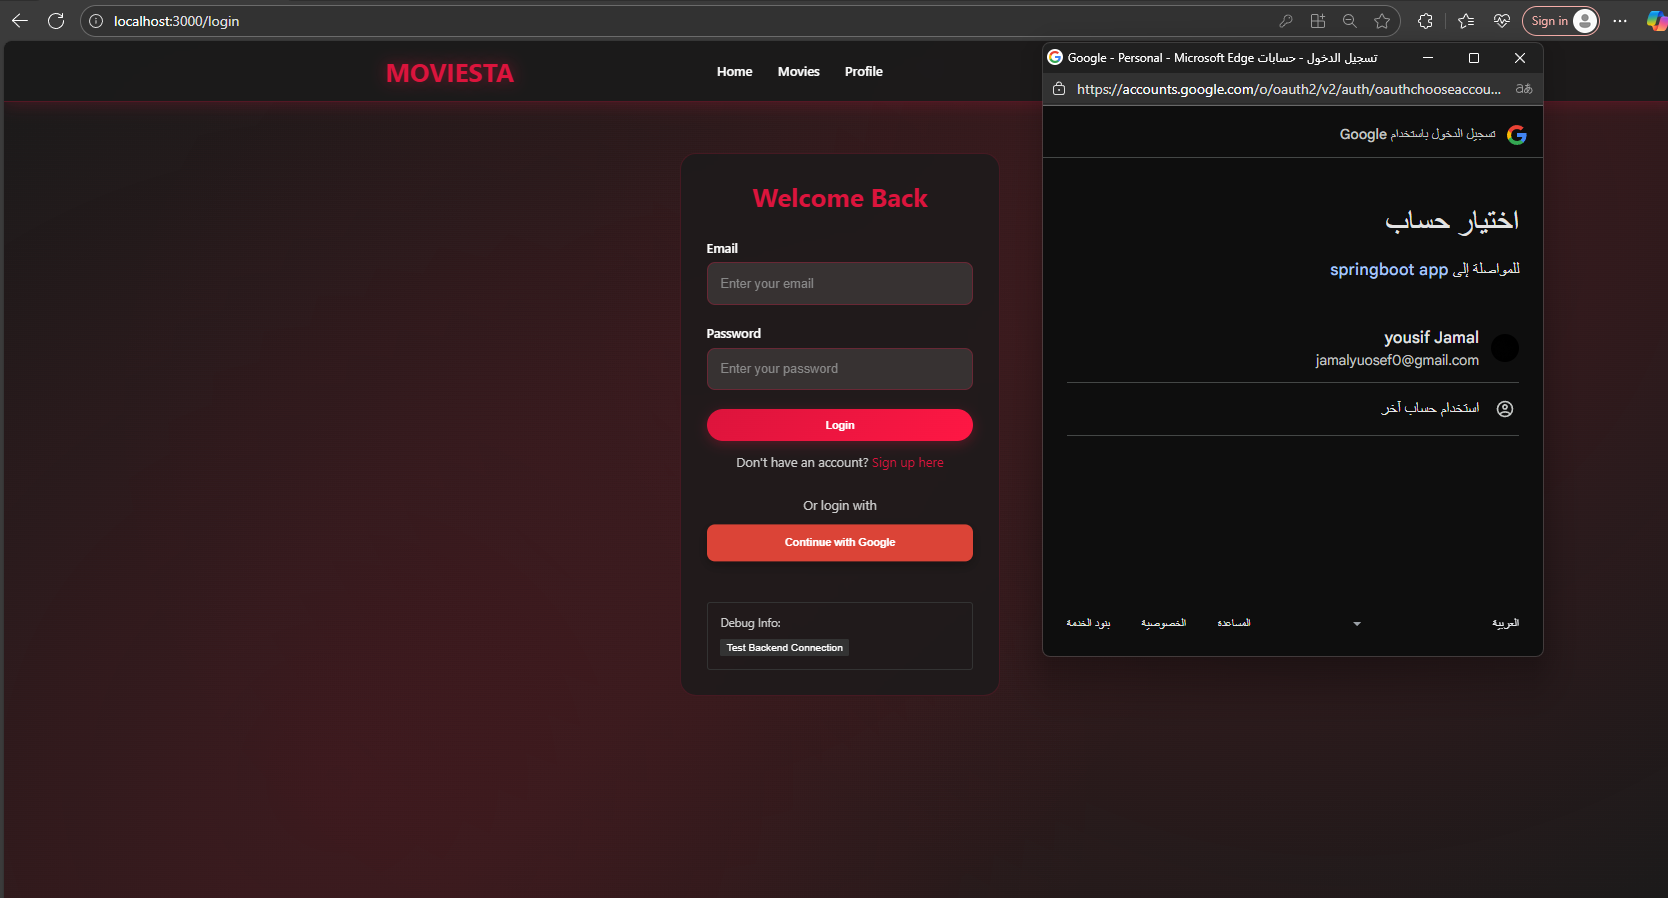 localhost:3000/login
Sign in
MOVIESTA
Home
Movies
Profile
Welcome Back
Email
Enter your email
Password
Enter your password
Login
Don't have an account? Sign up here
Or login with
Continue with Google
Debug Info:
Test Backend Connection
تسجيل الدخول - حسابات Google - Personal - Microsoft Edge
https://accounts.google.com/o/oauth2/v2/auth/oauthchooseaccou...
تسجيل الدخول باستخدام Google
اختيار حساب
للمواصلة إلى springboot app
yousif Jamal
jamalyuosef0@gmail.com
استخدام حساب آخر
العربية
المساعدة
الخصوصية
بنود الخدمة